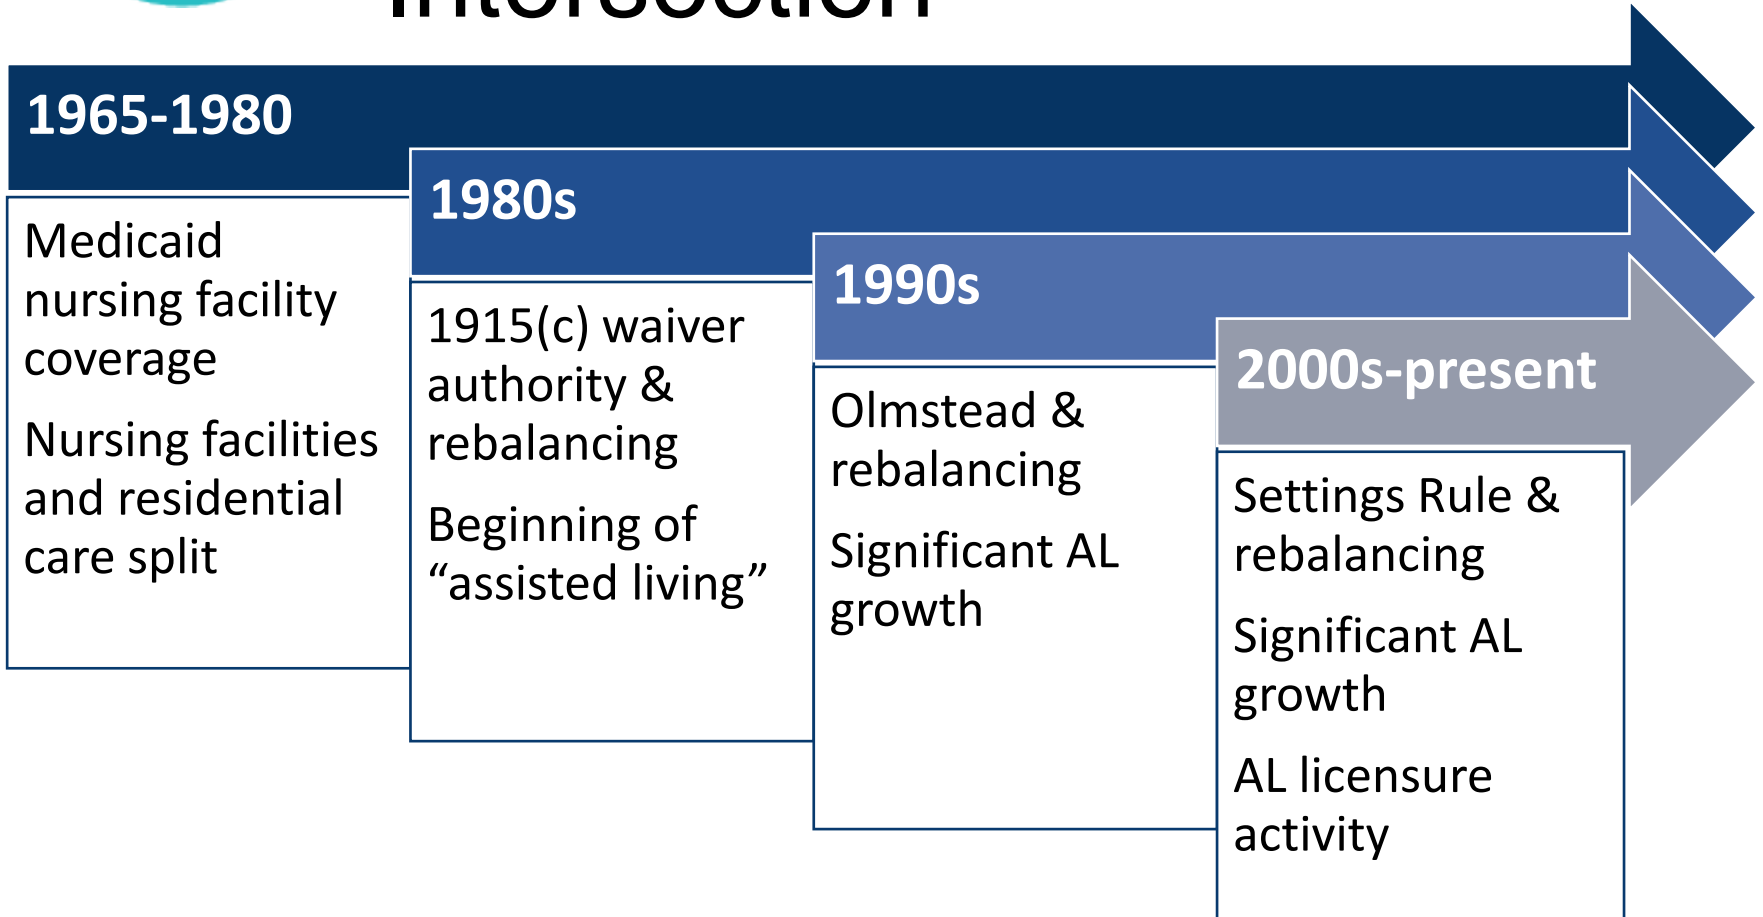 Intersection
1965-1980
Medicaid
nursing facility
coverage
Nursing facilities
and residential
care split
1980s
1915(c) waiver
authority &
rebalancing
Beginning of
“assisted living”
1990s
Olmstead &
rebalancing
Significant AL
growth
2000s-present
Settings Rule &
rebalancing
Significant AL
growth
AL licensure
activity